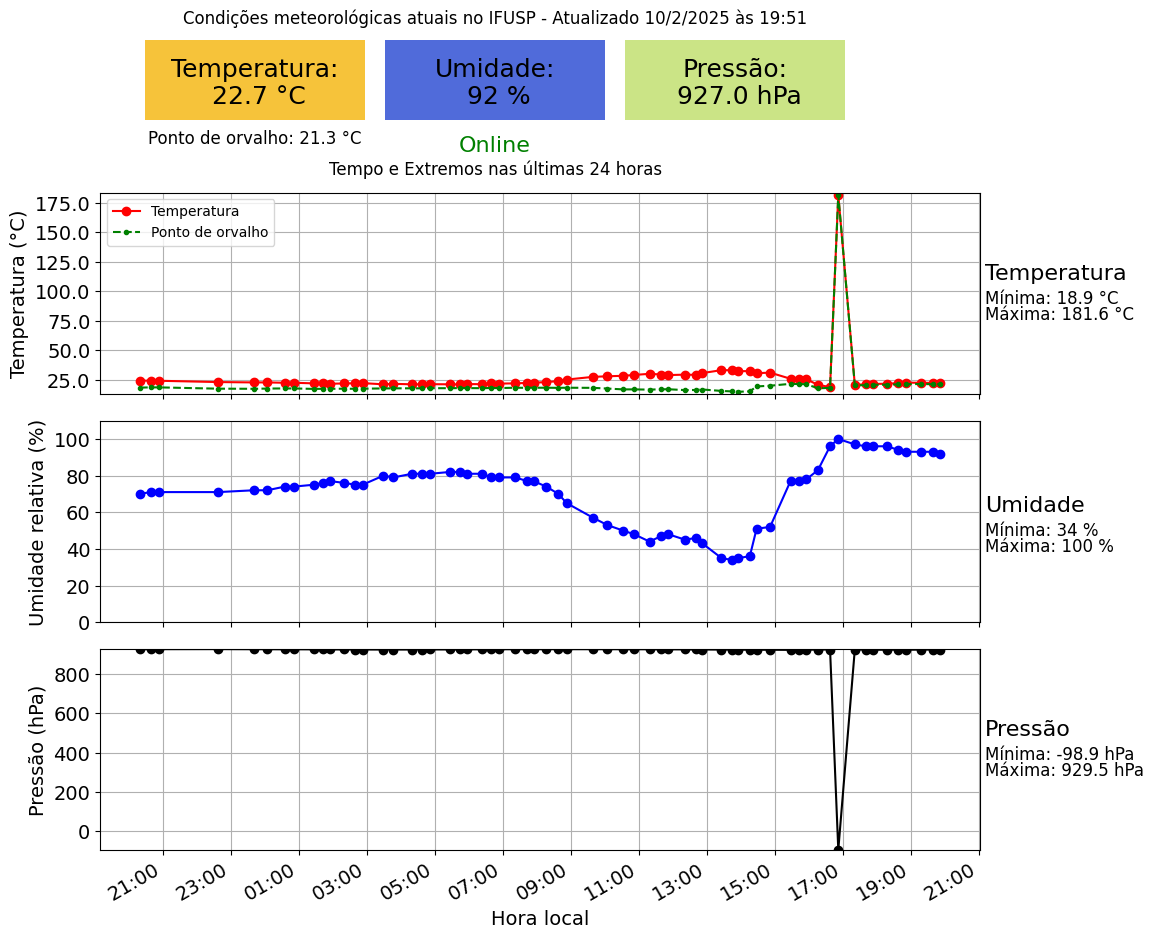 Condições meteorológicas atuais no IFUSP - Atualizado 10/2/2025 às 19:51
Temperatura:
22.7 °C
Umidade:
92 %
Pressão:
927.0 hPa
Ponto de orvalho: 21.3 °C
Online
Tempo e Extremos nas últimas 24 horas
Temperatura (°C)
175.0
150.0
125.0
100.0
75.0
50.0
25.0
Temperatura
Ponto de orvalho
Temperatura
Mínima: 18.9 °C
Máxima: 181.6 °C
Umidade relativa (%)
100
80
60
40
20
0
Umidade
Mínima: 34 %
Máxima: 100 %
Pressão (hPa)
800
600
400
200
0
Pressão
Mínima: -98.9 hPa
Máxima: 929.5 hPa
21:00 23:00 01:00 03:00 05:00 07:00 09:00 11:00 13:00 15:00 17:00 19:00 21:00
Hora local